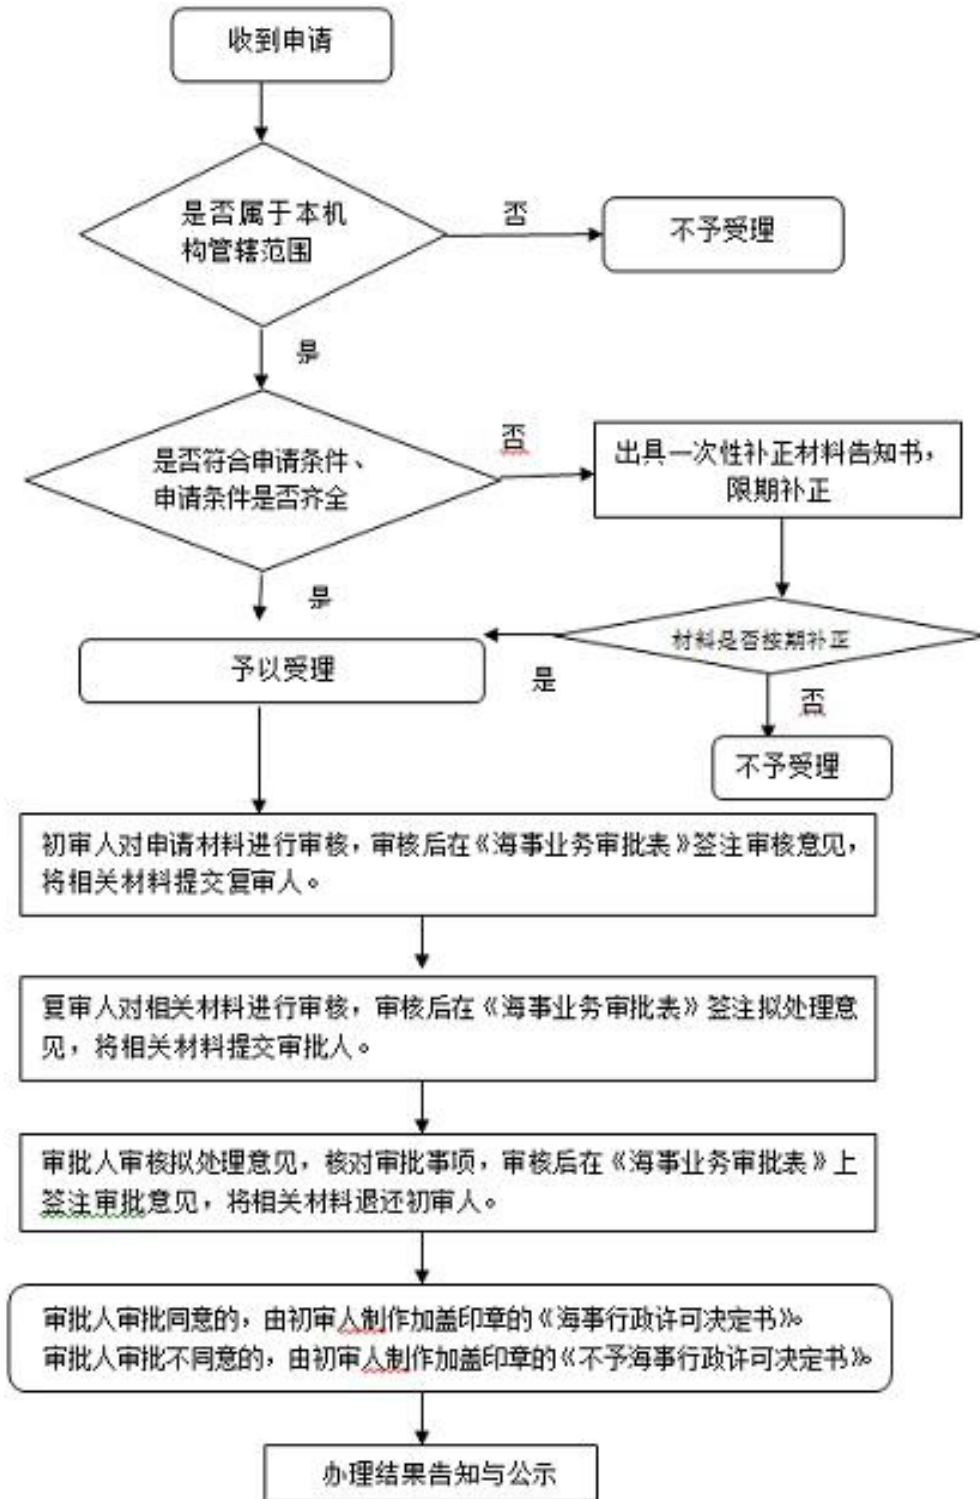 收到申请
是否属于本机
构管辖范围
否
不予受理
是
是否符合申请条件、
申请条件是否齐全
否
出具一次性补正材料告知书，
限期补正
是
材料是否按期补正
予以受理
是
否
不予受理
初审人对申请材料进行审核，审核后在《海事业务审批表》签注审核意见，
将相关材料提交复审人。
复审人对相关材料进行审核，审核后在《海事业务审批表》签注拟处理意
见，将相关材料提交审批人。
审批人审核拟处理意见，核对审批事项，审核后在《海事业务审批表》上
签注审批意见，将相关材料退还初审人。
审批人审批同意的，由初审人制作加盖印章的《海事行政许可决定书》。
审批人审批不同意的，由初审人制作加盖印章的《不予海事行政许可决定书》。
办理结果告知与公示